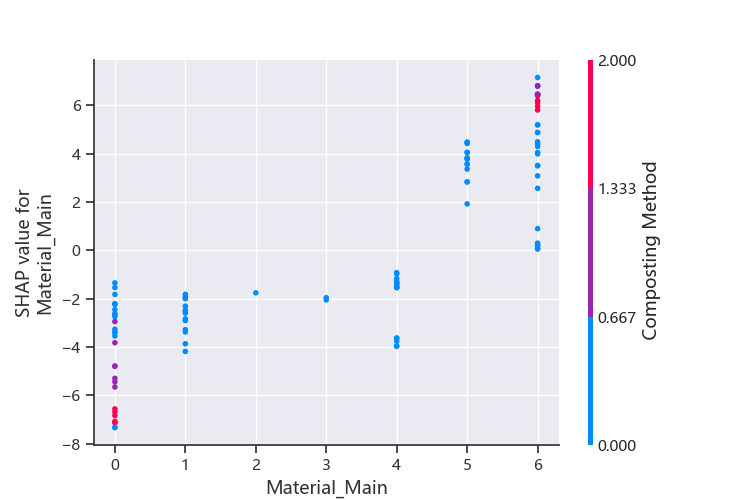 6
4
2
0
−2
−4
−6
−8
SHAP value for
Material_Main
0 1 2 3 4 5 6
Material_Main
2.000
1.333
0.667
0.000
Composting Method